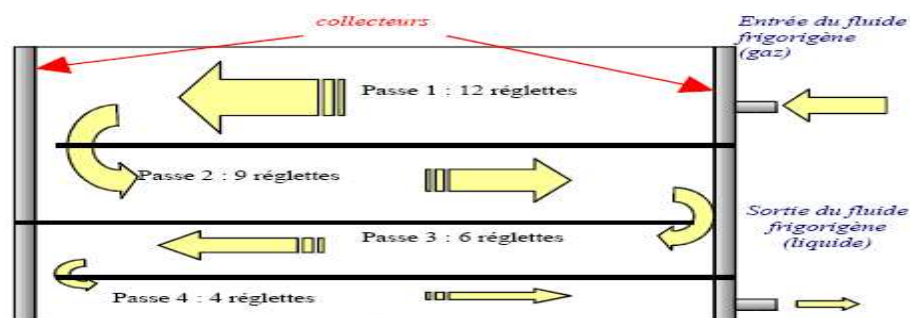 collecteurs
Entrée du fluide
frigorigène
(gaz)
Passe 1 : 12 réglettes
Passe 2 : 9 réglettes
Sortie du fluide
frigorigène
(liquide)
Passe 3 : 6 réglettes
Passe 4 : 4 réglettes